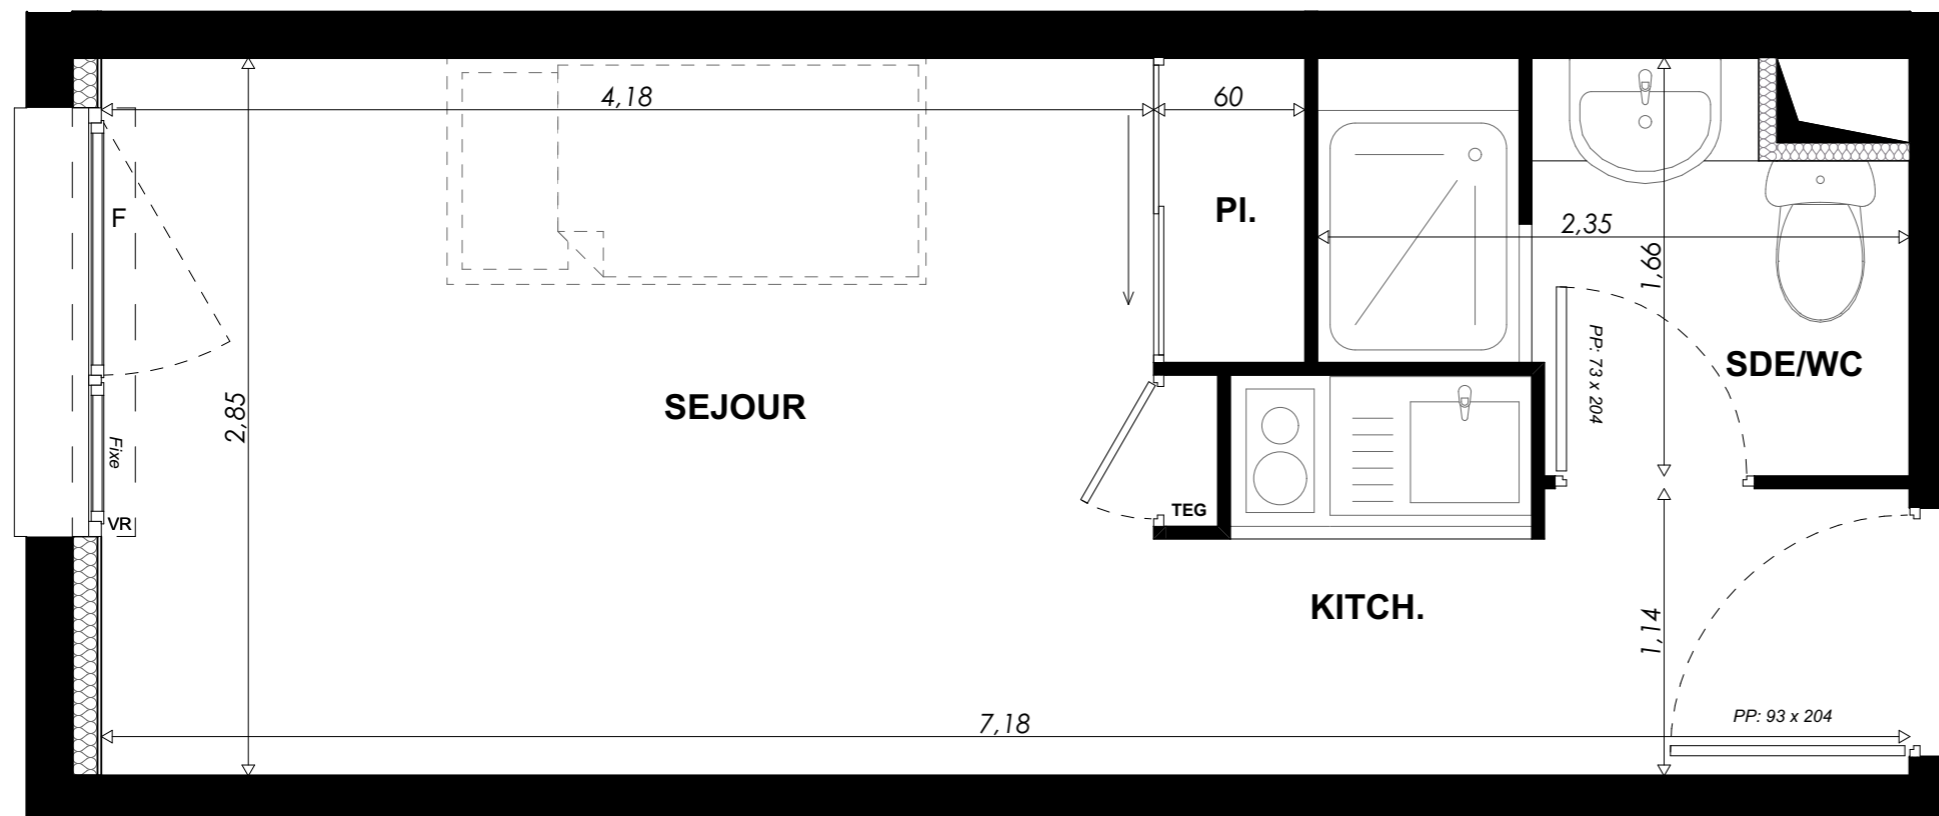 4,18
60
F
PI.
2,35
1,66
PP: 73 x 204
SDE/WC
SEJOUR
2,85
Fixe
VR
TEG
KITCH.
1,14
7,18
PP: 93 x 204